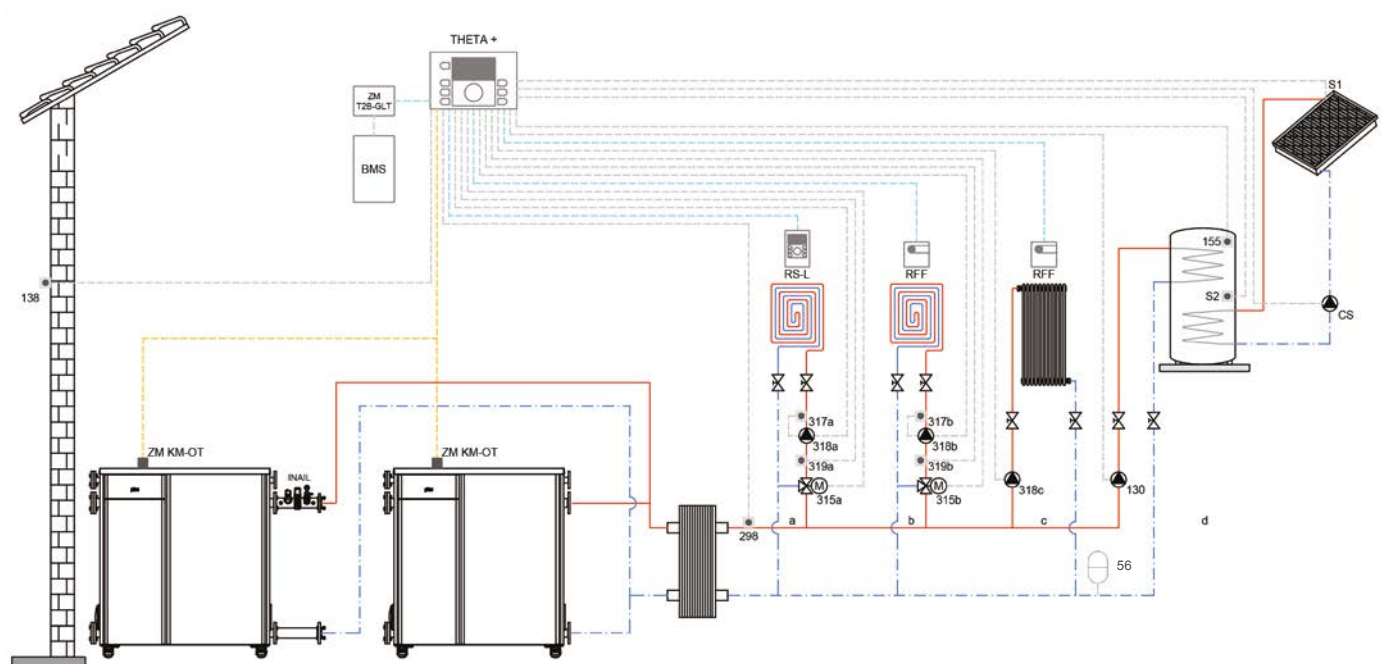 THETA +
S1
ZM
T2B-GLT
BMS
155
RS-L
RFF
RFF
138
S2
CS
317a
317b
318a
318b
ZM KM-OT
ZM KM-OT
319a
319b
INAIL
M
M
318c
130
315a
315b
a
b
c
d
298
56